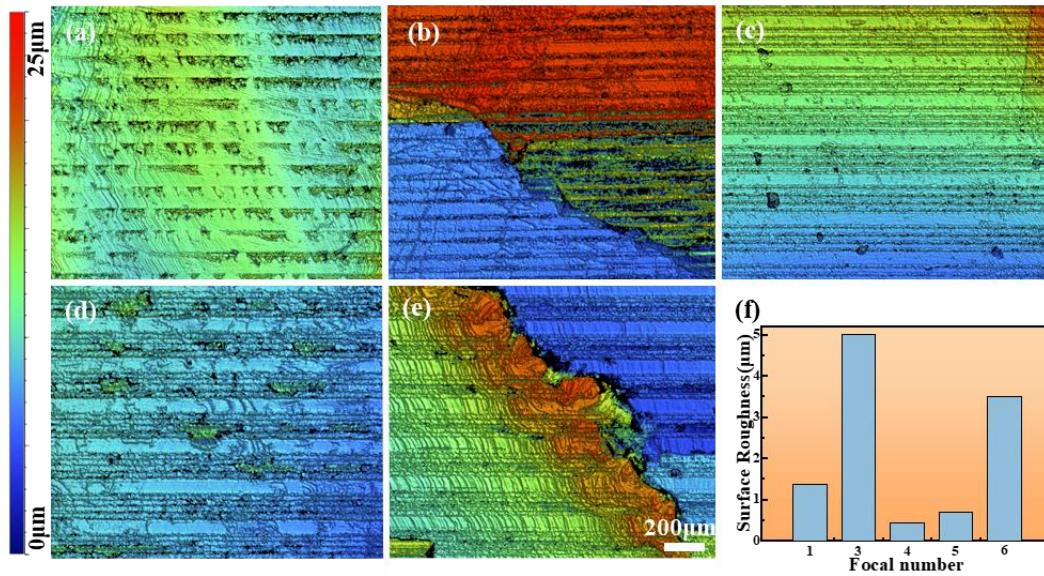 25μm
0μm
(a)
(b)
(c)
(d)
(e)
200μm
(f)
Surface Roughness(μm)
5
4
3
2
1
0
1 3 4 5 6
Focal number